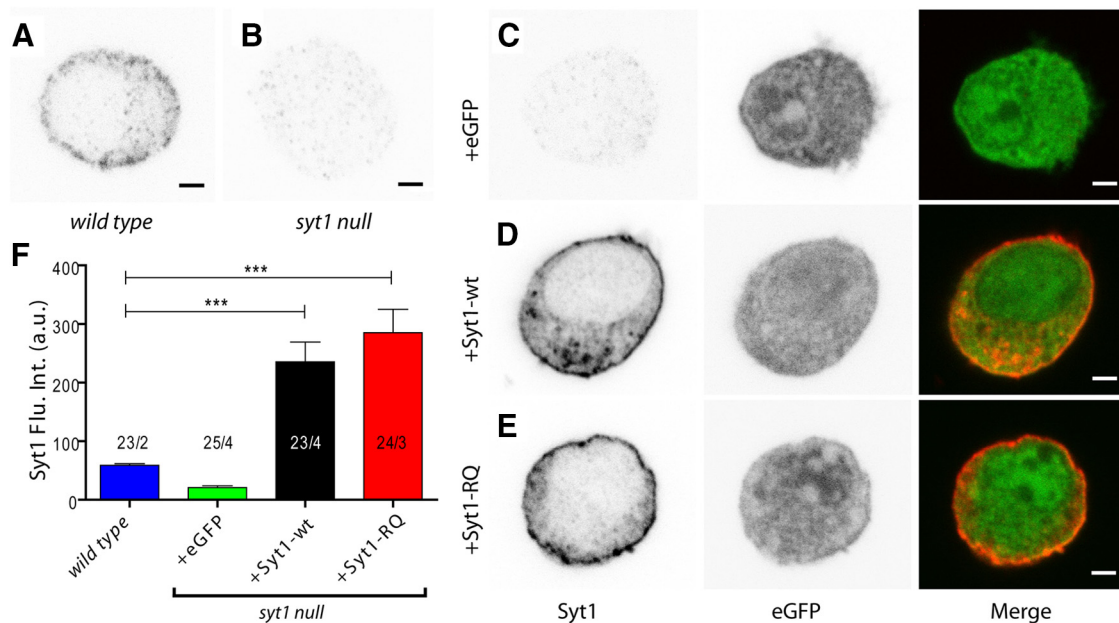 A
B
wild type
syt1 null
C
+eGFP
D
+Syt1-wt
E
+Syt1-RQ
Syt1
eGFP
Merge
F
Syt1 Flu. Int. (a.u.)
400
300
200
100
0
***
***
23/2
25/4
23/4
24/3
wild type
+eGFP
+Syt1-wt
+Syt1-RQ
syt1 null